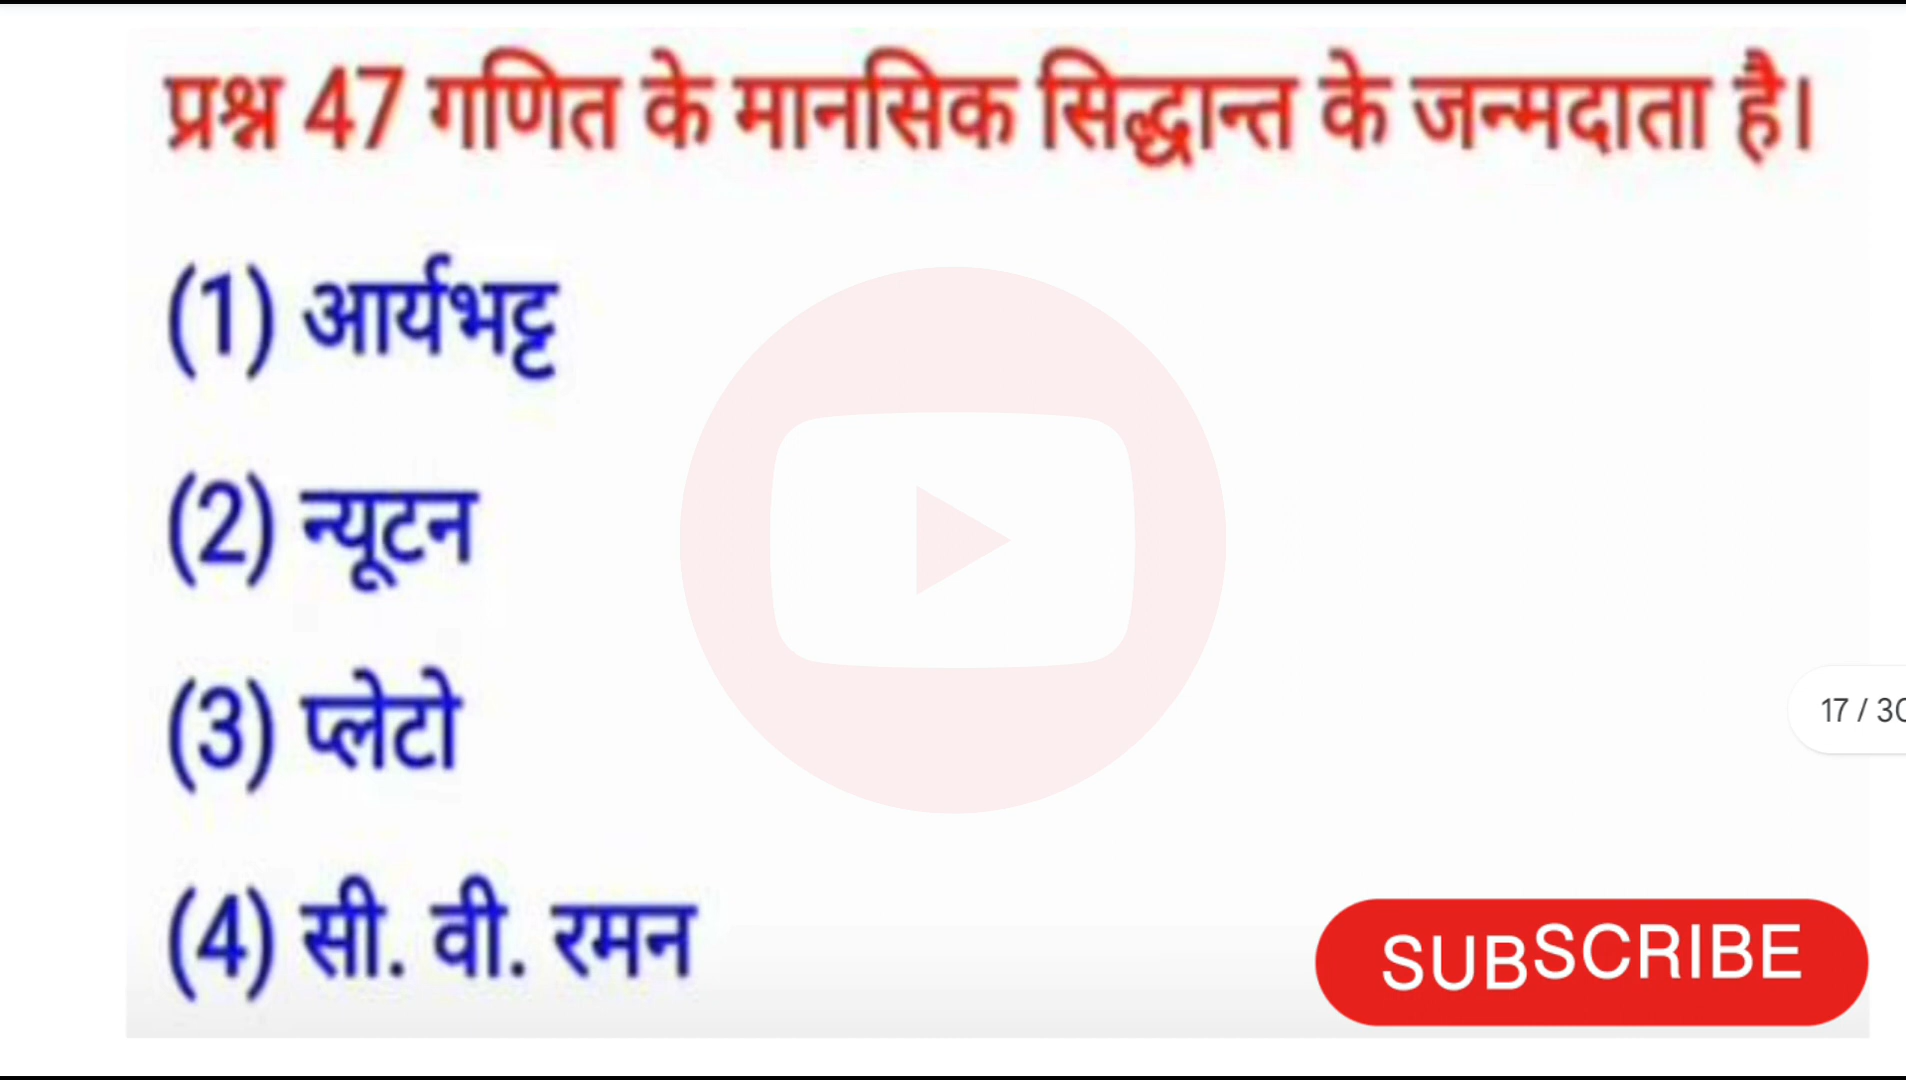 प्रश्न 47 गणित के मानसिक सिद्धान्त के जन्मदाता है।
(1) आर्यभट्ट
(2) न्यूटन
(3) प्लेटो
17 / 30
(4) सी. वी. रमन
SUBSCRIBE